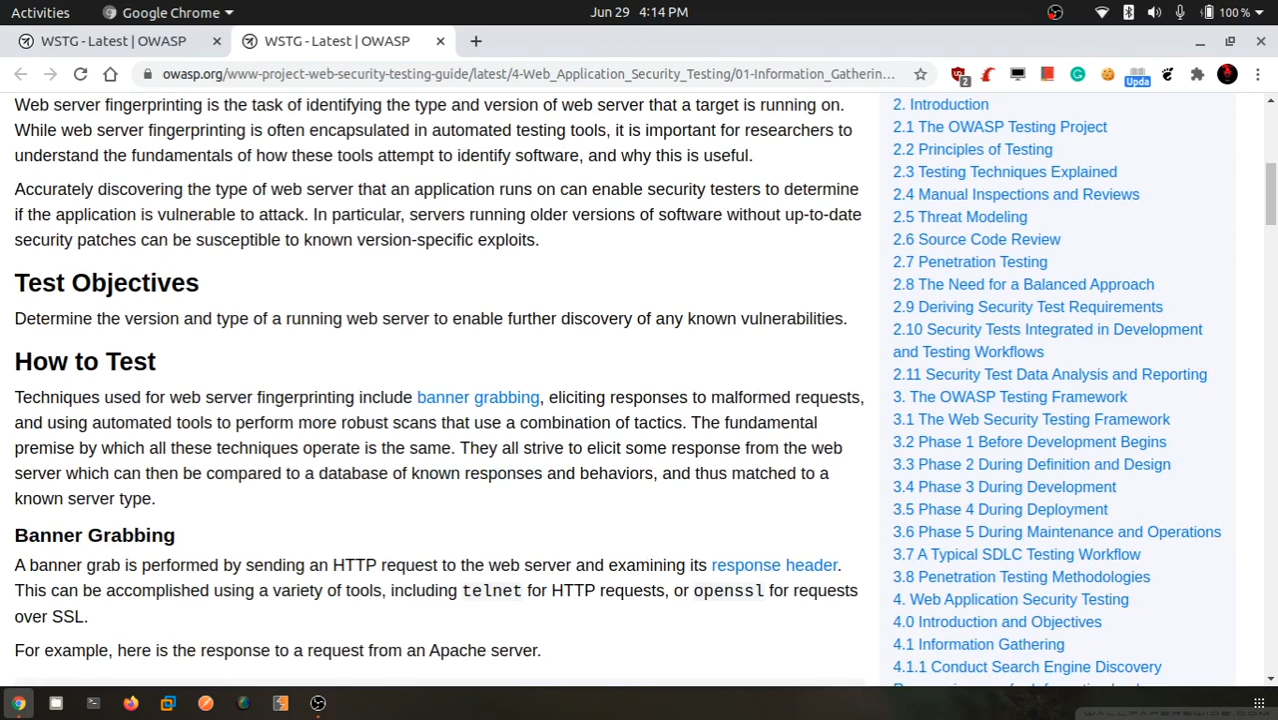 Activities
Google Chrome
Jun 29 4:14 PM
100 %
WSTG - Latest | OWASP
WSTG - Latest | OWASP
owasp.org/www-project-web-security-testing-guide/latest/4-Web_Application_Security_Testing/01-Information_Gatherin...
2
Upda
Web server fingerprinting is the task of identifying the type and version of web server that a target is running on.
While web server fingerprinting is often encapsulated in automated testing tools, it is important for researchers to
understand the fundamentals of how these tools attempt to identify software, and why this is useful.
Accurately discovering the type of web server that an application runs on can enable security testers to determine
if the application is vulnerable to attack. In particular, servers running older versions of software without up-to-date
security patches can be susceptible to known version-specific exploits.
Test Objectives
Determine the version and type of a running web server to enable further discovery of any known vulnerabilities.
How to Test
Techniques used for web server fingerprinting include banner grabbing, eliciting responses to malformed requests,
and using automated tools to perform more robust scans that use a combination of tactics. The fundamental
premise by which all these techniques operate is the same. They all strive to elicit some response from the web
server which can then be compared to a database of known responses and behaviors, and thus matched to a
known server type.
Banner Grabbing
A banner grab is performed by sending an HTTP request to the web server and examining its response header.
This can be accomplished using a variety of tools, including telnet for HTTP requests, or openssl for requests
over SSL.
For example, here is the response to a request from an Apache server.
2. Introduction
2.1 The OWASP Testing Project
2.2 Principles of Testing
2.3 Testing Techniques Explained
2.4 Manual Inspections and Reviews
2.5 Threat Modeling
2.6 Source Code Review
2.7 Penetration Testing
2.8 The Need for a Balanced Approach
2.9 Deriving Security Test Requirements
2.10 Security Tests Integrated in Development
and Testing Workflows
2.11 Security Test Data Analysis and Reporting
3. The OWASP Testing Framework
3.1 The Web Security Testing Framework
3.2 Phase 1 Before Development Begins
3.3 Phase 2 During Definition and Design
3.4 Phase 3 During Development
3.5 Phase 4 During Deployment
3.6 Phase 5 During Maintenance and Operations
3.7 A Typical SDLC Testing Workflow
3.8 Penetration Testing Methodologies
4. Web Application Security Testing
4.0 Introduction and Objectives
4.1 Information Gathering
4.1.1 Conduct Search Engine Discovery